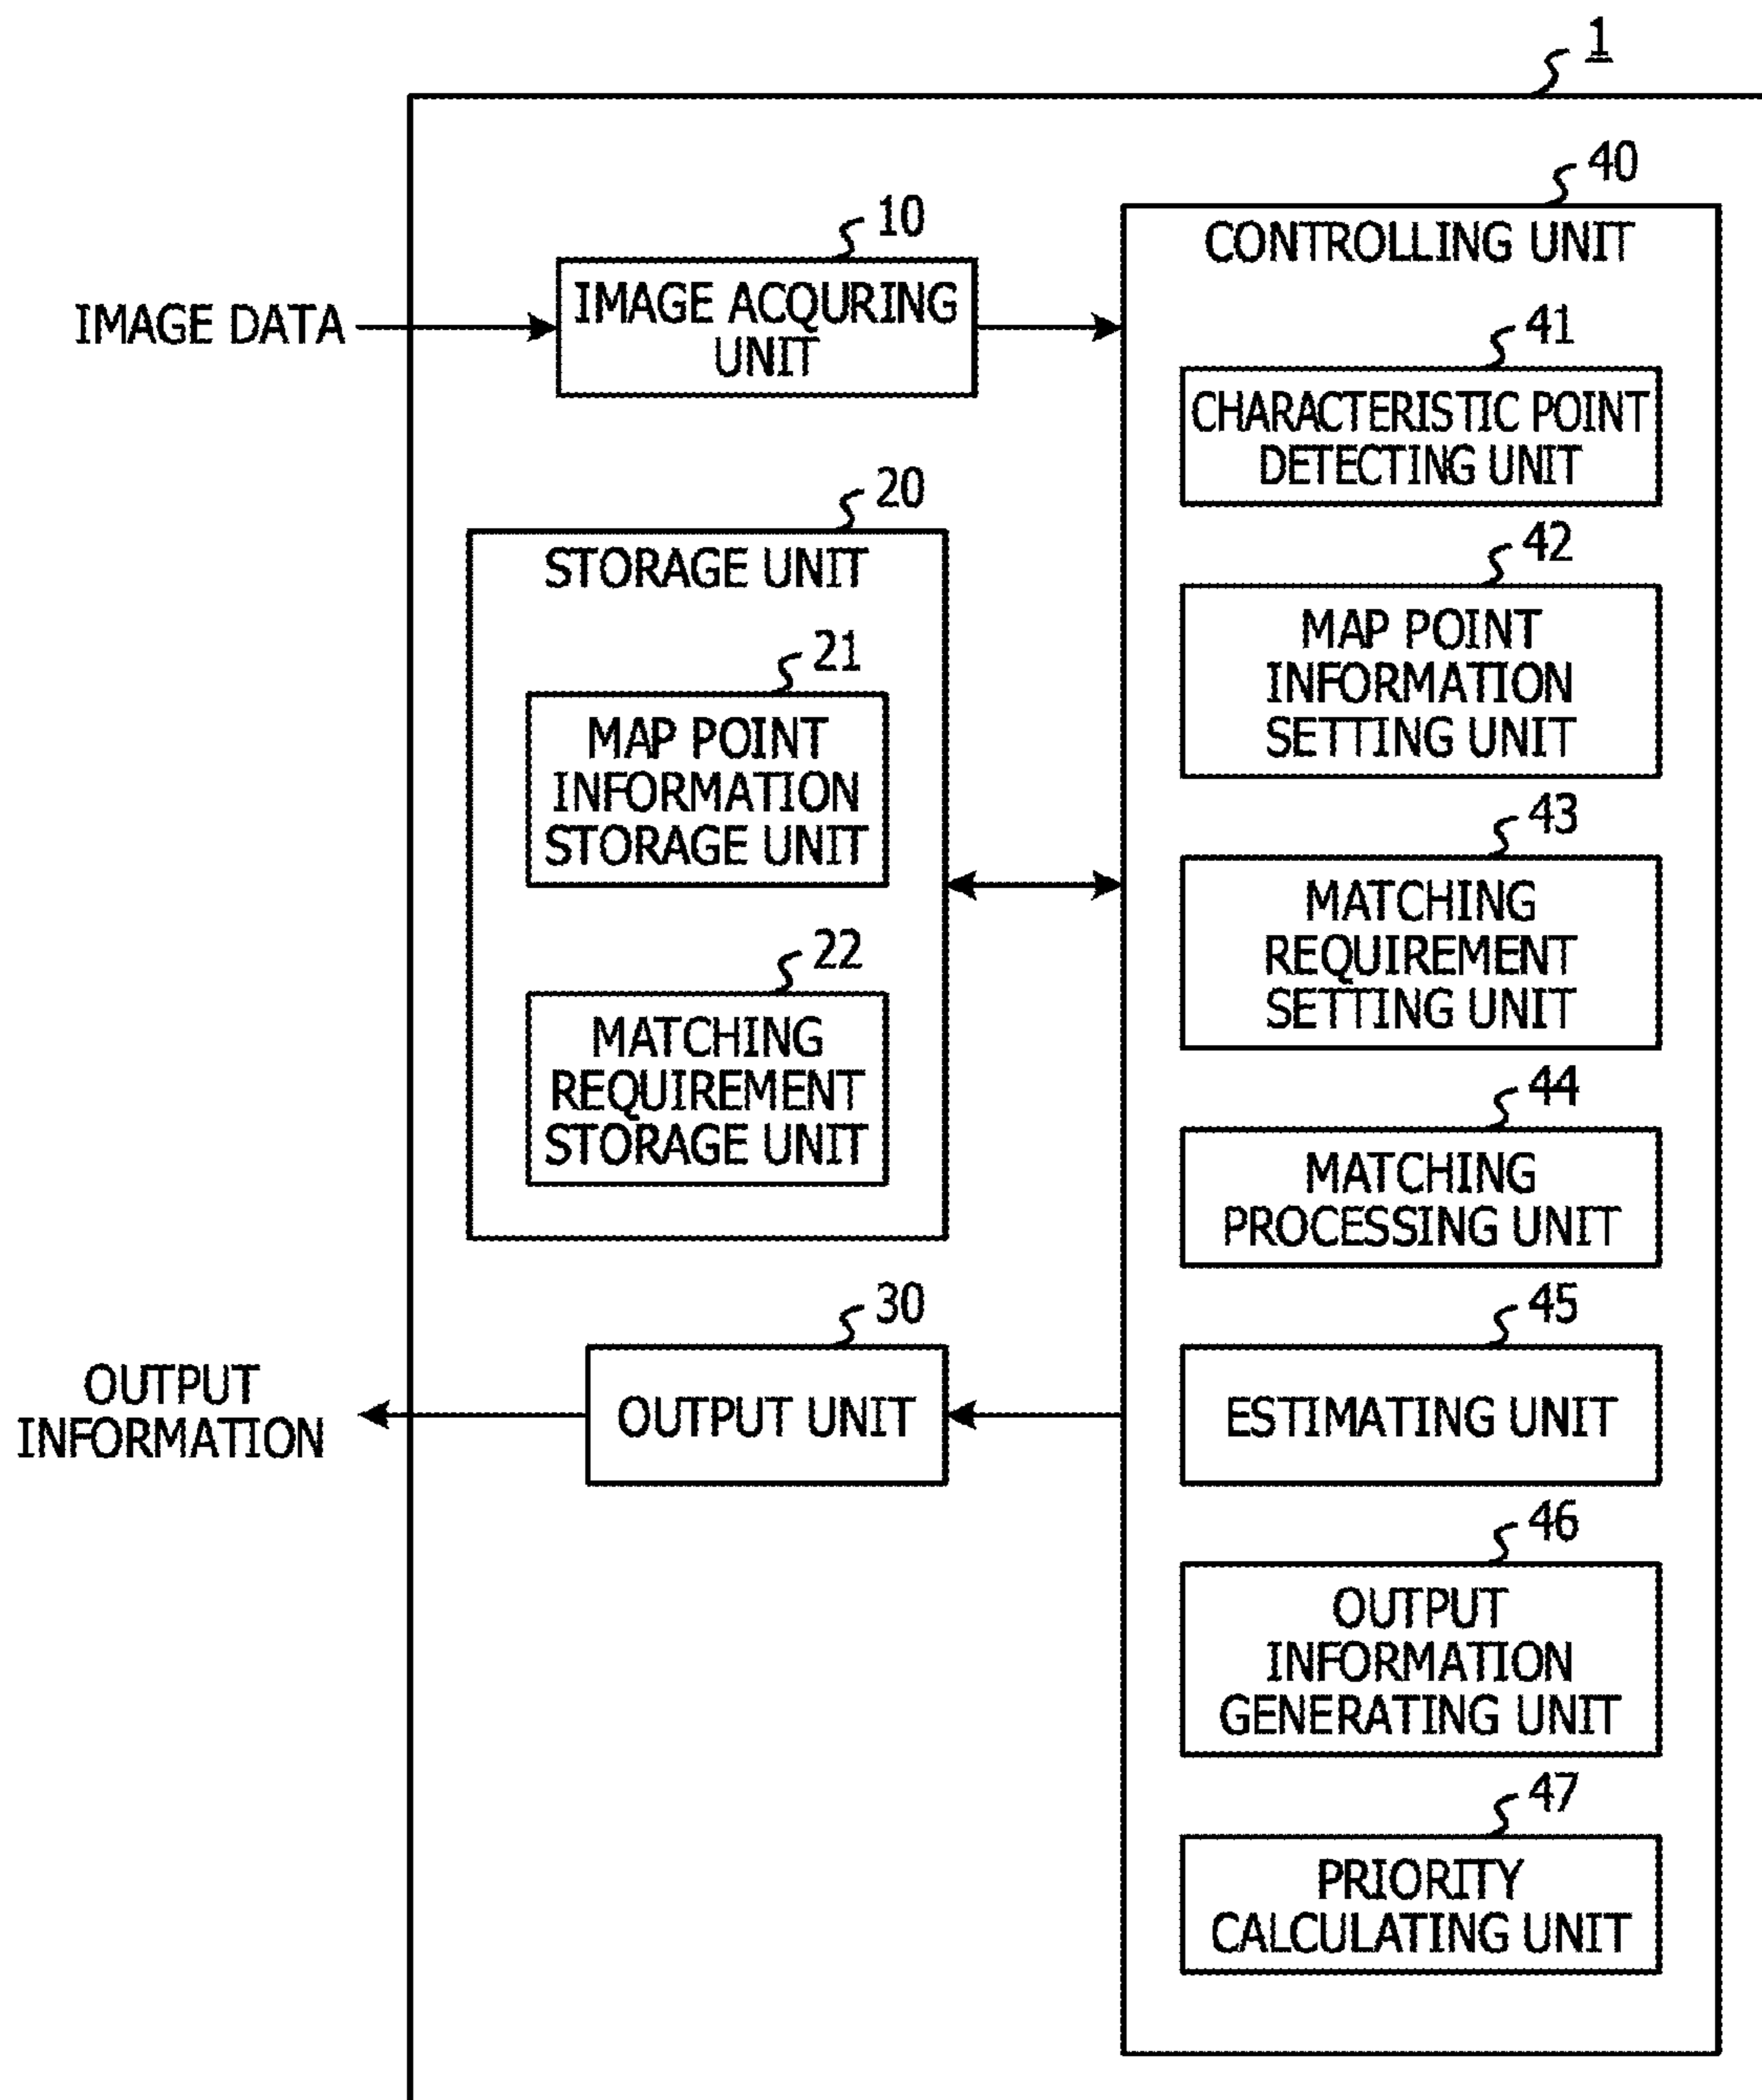 1
40
CONTROLLING UNIT
10
IMAGE DATA
IMAGE ACQURING
UNIT
41
CHARACTERISTIC POINT
DETECTING UNIT
20
STORAGE UNIT
42
MAP POINT
INFORMATION
SETTING UNIT
21
MAP POINT
INFORMATION
STORAGE UNIT
43
MATCHING
REQUIREMENT
SETTING UNIT
22
MATCHING
REQUIREMENT
STORAGE UNIT
44
MATCHING
PROCESSING UNIT
30
OUTPUT
INFORMATION
OUTPUT UNIT
45
ESTIMATING UNIT
46
OUTPUT
INFORMATION
GENERATING UNIT
47
PRIORITY
CALCULATING UNIT